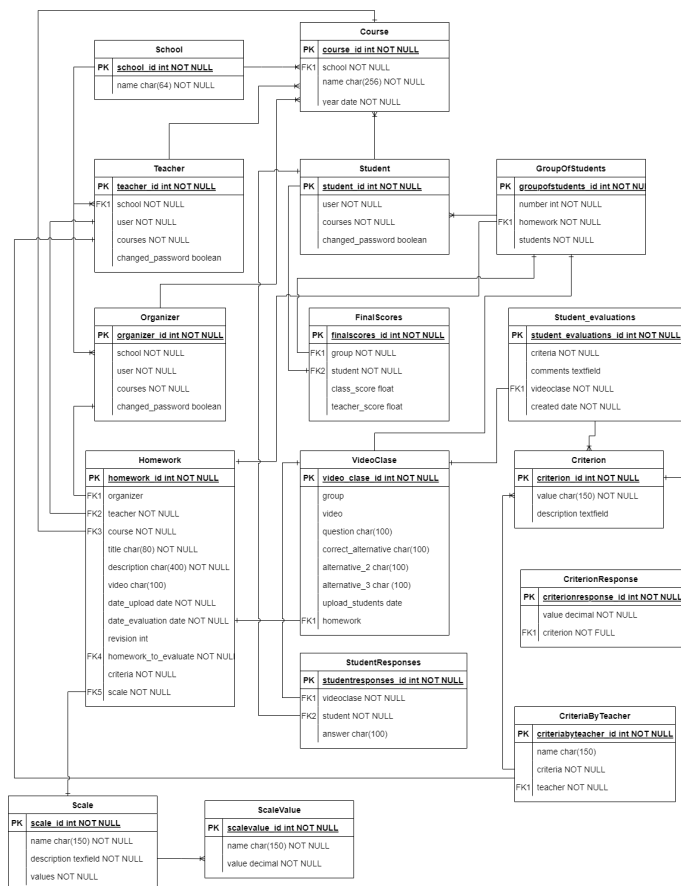 Course
PK course_id int NOT NULL
FK1 school NOT NULL
name char(256) NOT NULL
year date NOT NULL
School
PK school_id int NOT NULL
name char(64) NOT NULL
Teacher
PK teacher_id int NOT NULL
FK1 school NOT NULL
user NOT NULL
courses NOT NULL
changed_password boolean
Student
PK student_id int NOT NULL
user NOT NULL
courses NOT NULL
changed_password boolean
GroupOfStudents
PK groupofstudents_id int NOT NUL
number int NOT NULL
FK1 homework NOT NULL
students NOT NULL
Organizer
PK organizer_id int NOT NULL
school NOT NULL
user NOT NULL
courses NOT NULL
changed_password boolean
FinalScores
PK finalscores_id int NOT NULL
FK1 group NOT NULL
FK2 student NOT NULL
class_score float
teacher_score float
Student_evaluations
PK student_evaluations_id int NOT NULL
criteria NOT NULL
comments textfield
FK1 videoclase NOT NULL
created date NOT NULL
Homework
PK homework_id int NOT NULL
FK1 organizer
FK2 teacher NOT NULL
FK3 course NOT NULL
title char(80) NOT NULL
description char(400) NOT NULL
video char(100)
date_upload date NOT NULL
date_evaluation date NOT NULL
revision int
FK4 homework_to_evaluate NOT NULL
criteria NOT NULL
FK5 scale NOT NULL
VideoClase
PK video_clase_id int NOT NULL
group
video
question char(100)
correct_alternative char(100)
alternative_2 char(100)
alternative_3 char (100)
upload_students date
FK1 homework
Criterion
PK criterion_id int NOT NULL
value char(150) NOT NULL
description textfield
CriterionResponse
PK criterionresponse_id int NOT NULL
value decimal NOT NULL
FK1 criterion NOT FULL
StudentResponses
PK studentresponses_id int NOT NULL
FK1 videoclase NOT NULL
FK2 student NOT NULL
answer char(100)
CriteriaByTeacher
PK criteriabyteacher_id int NOT NULL
name char(150)
criteria NOT NULL
FK1 teacher NOT NULL
Scale
PK scale_id int NOT NULL
name char(150) NOT NULL
description texfield NOT NULL
values NOT NULL
ScaleValue
PK scalevalue_id int NOT NULL
name char(150) NOT NULL
value decimal NOT NULL